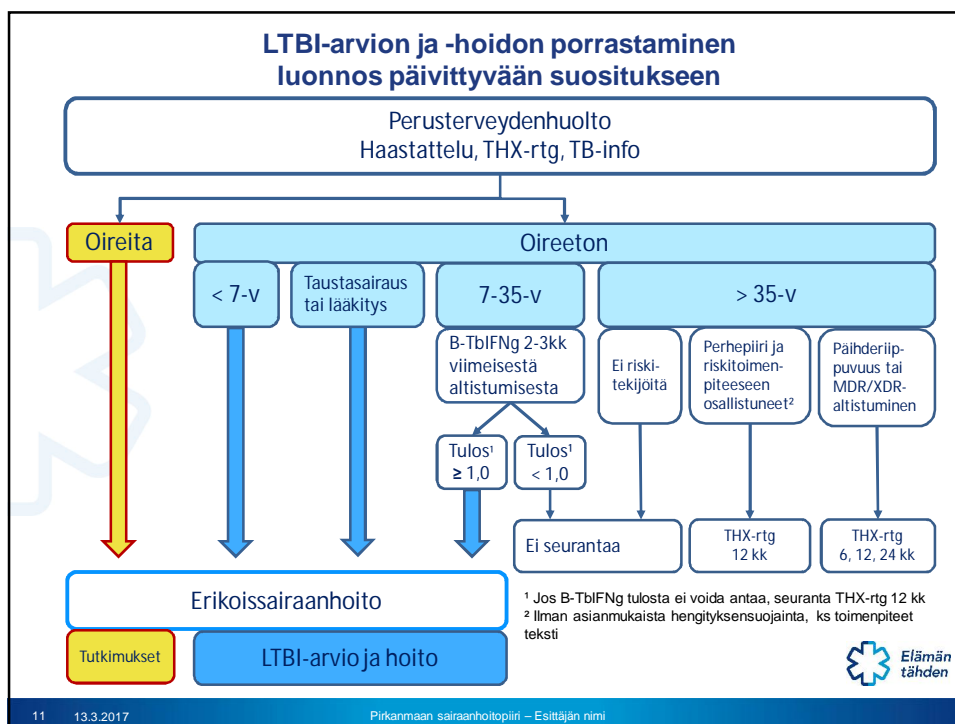 LTBI-arvion ja -hoidon porrastaminen
luonnos päivittyvään suositukseen
Perusterveydenhuolto
Haastattelu, THX-rtg, TB-info
Oireita
Oireeton
< 7-v
Taustasairaus
tai lääkitys
7-35-v
> 35-v
B-TbIFNg 2-3kk
viimeisestä
altistumisesta
Ei riski-
tekijöitä
Perhepiiri ja
riskitoimen-
piteeseen
osallistuneet²
Päihderiip-
puvuus tai
MDR/XDR-
altistuminen
Tulos¹
≥ 1,0
Tulos¹
< 1,0
Ei seurantaa
THX-rtg
12 kk
THX-rtg
6, 12, 24 kk
Erikoissairaanhoito
¹ Jos B-TbIFNg tulosta ei voida antaa, seuranta THX-rtg 12 kk
² Ilman asianmukaista hengityksensuojainta, ks toimenpiteet
teksti
Tutkimukset
LTBI-arvio ja hoito
Elämän
tähden
11 13.3.2017 Pirkanmaan sairaanhoitopiiri – Esittäjän nimi